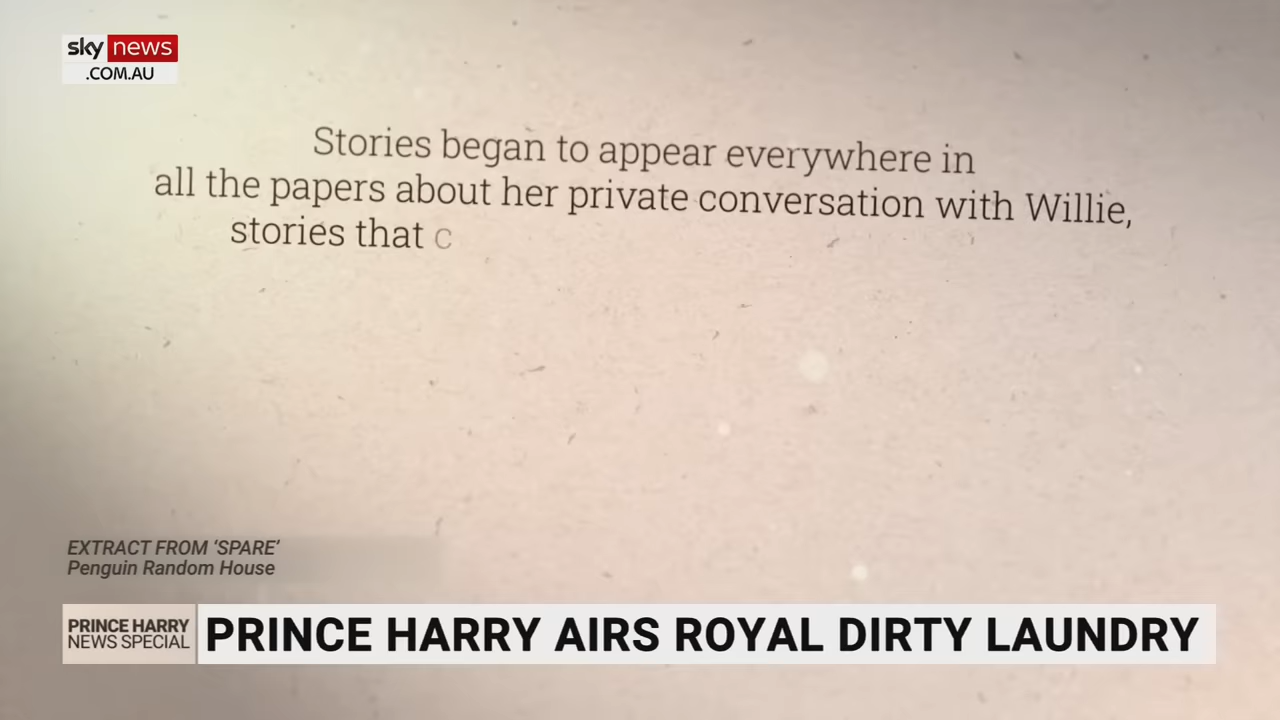 sky news
.COM.AU
Stories began to appear everywhere in
all the papers about her private conversation with Willie,
stories that c
EXTRACT FROM ‘SPARE’
Penguin Random House
PRINCE HARRY
NEWS SPECIAL
PRINCE HARRY AIRS ROYAL DIRTY LAUNDRY